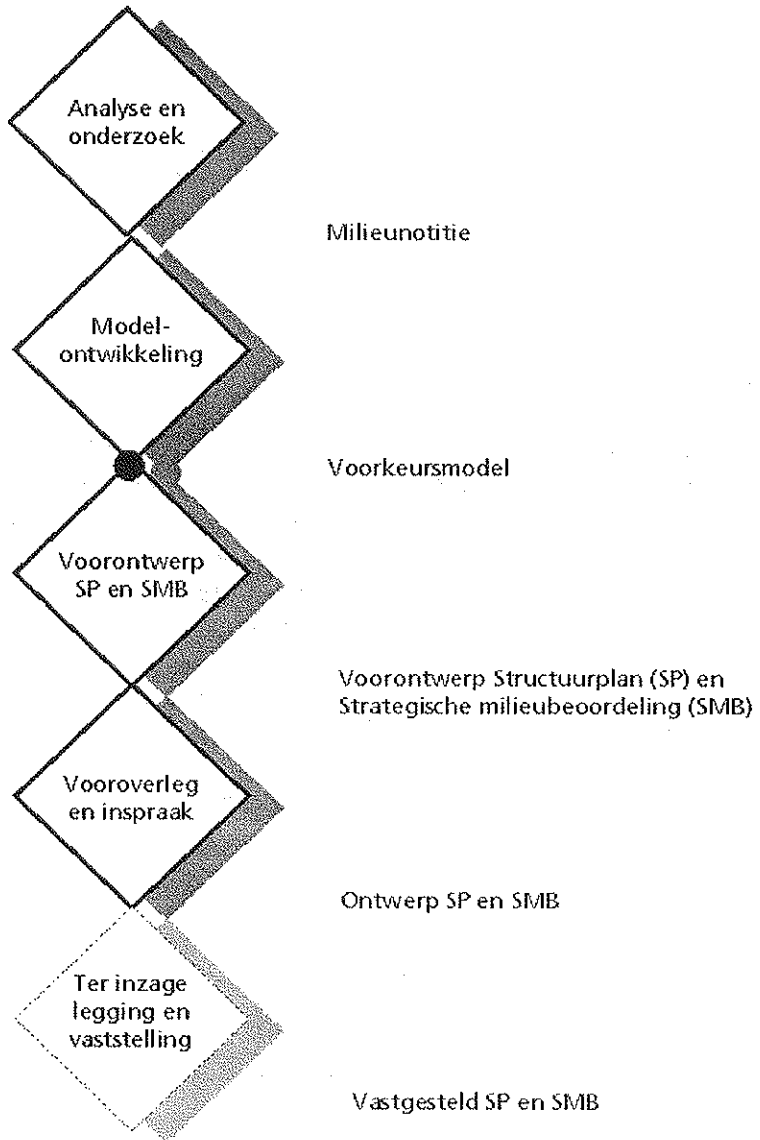 Analyse en
onderzoek
Milieunotitie
Model-
ontwikkeling
Voorkeursmodel
Voorontwerp
SP en SMB
Voorontwerp Structuurplan (SP) en
Strategische milieubeoordeling (SMB)
Vooroverleg
en inspraak
Ontwerp SP en SMB
Ter inzage
legging en
vaststelling
Vastgesteld SP en SMB